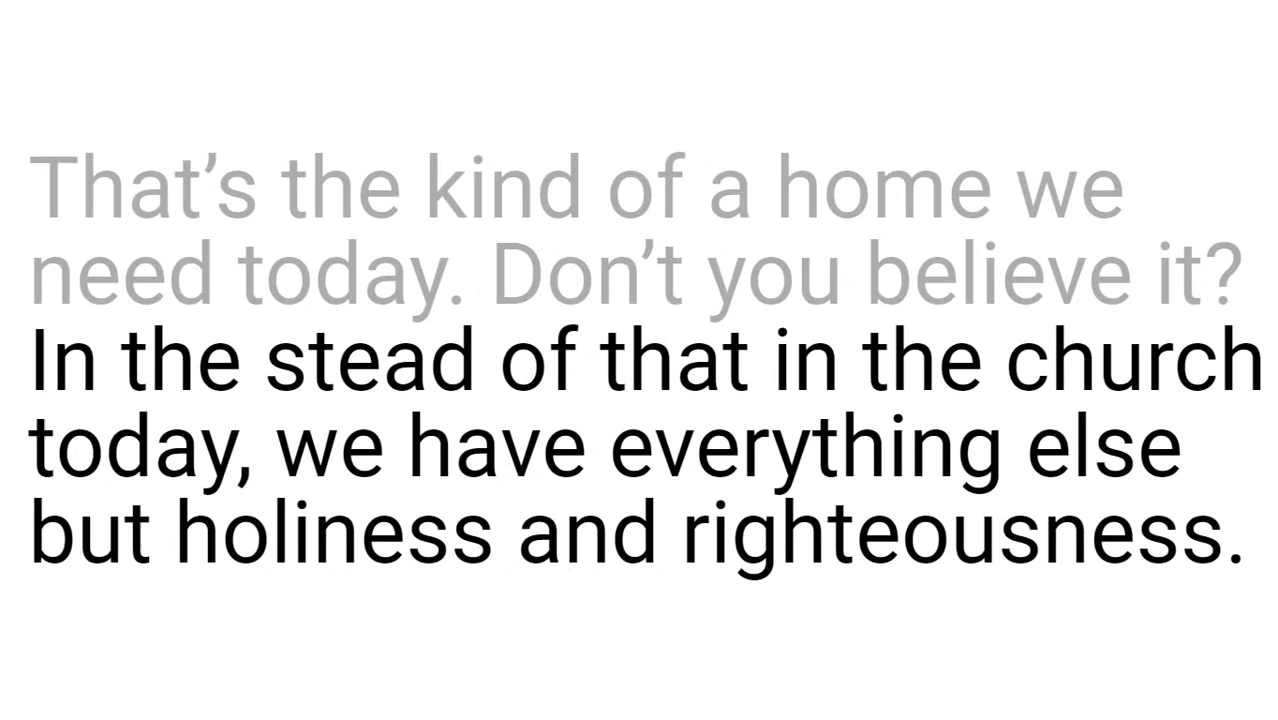 That’s the kind of a home we
need today. Don’t you believe it?
In the stead of that in the church
today, we have everything else
but holiness and righteousness.